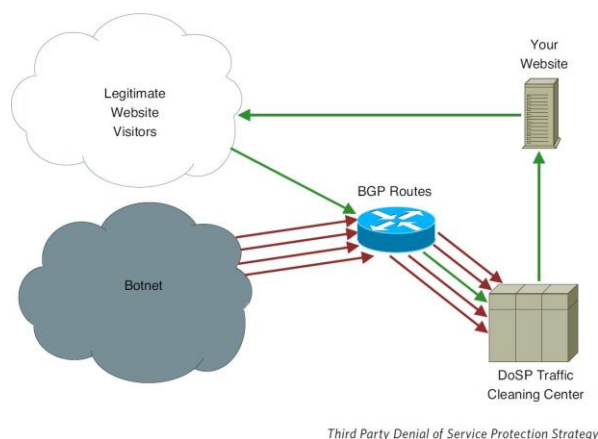 Your
Website
Legitimate
Website
Visitors
BGP Routes
Botnet
DoSP Traffic
Cleaning Center
Third Party Denial of Service Protection Strategy